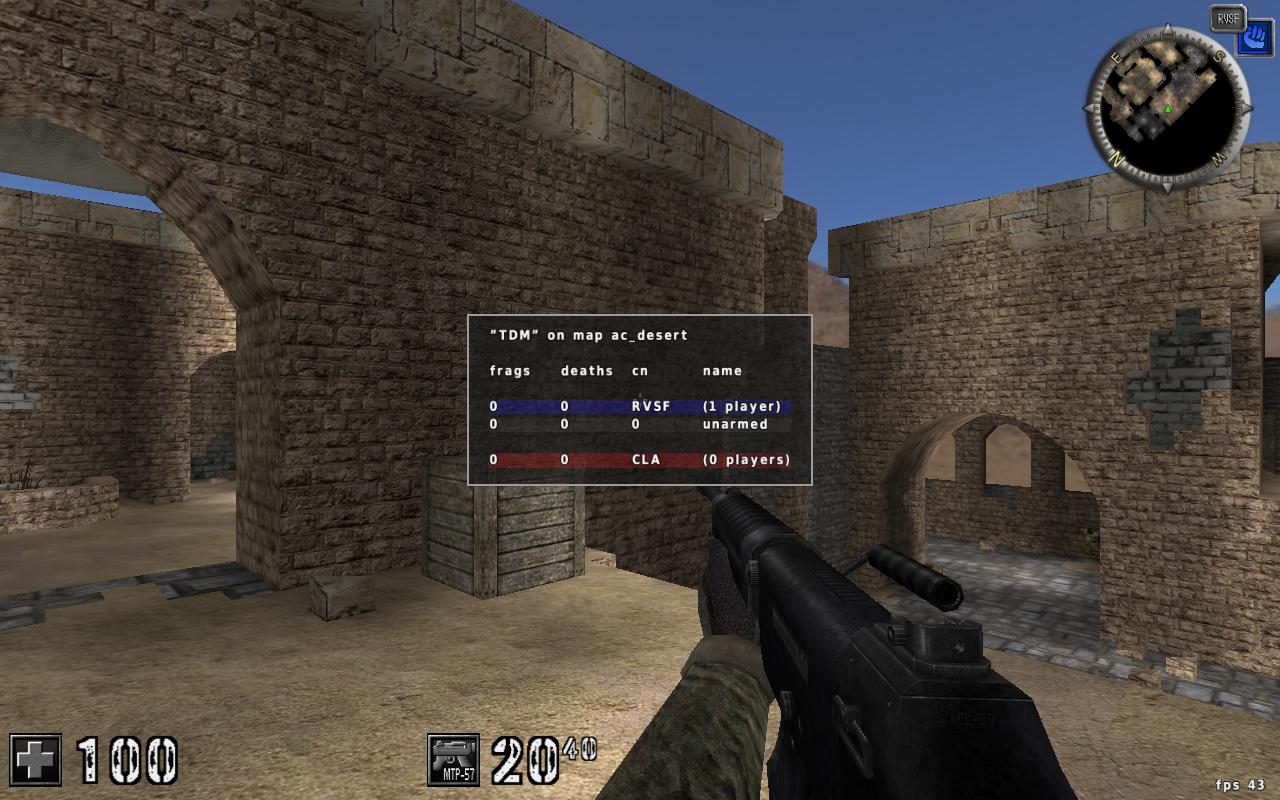 RVSF
E S
N W
"TDM" on map ac_desert
frags deaths cn name
0 0 RVSF (1 player)
0 0 0 unarmed
0 0 CLA (0 players)
100
MTP-57
20 40
fps 43